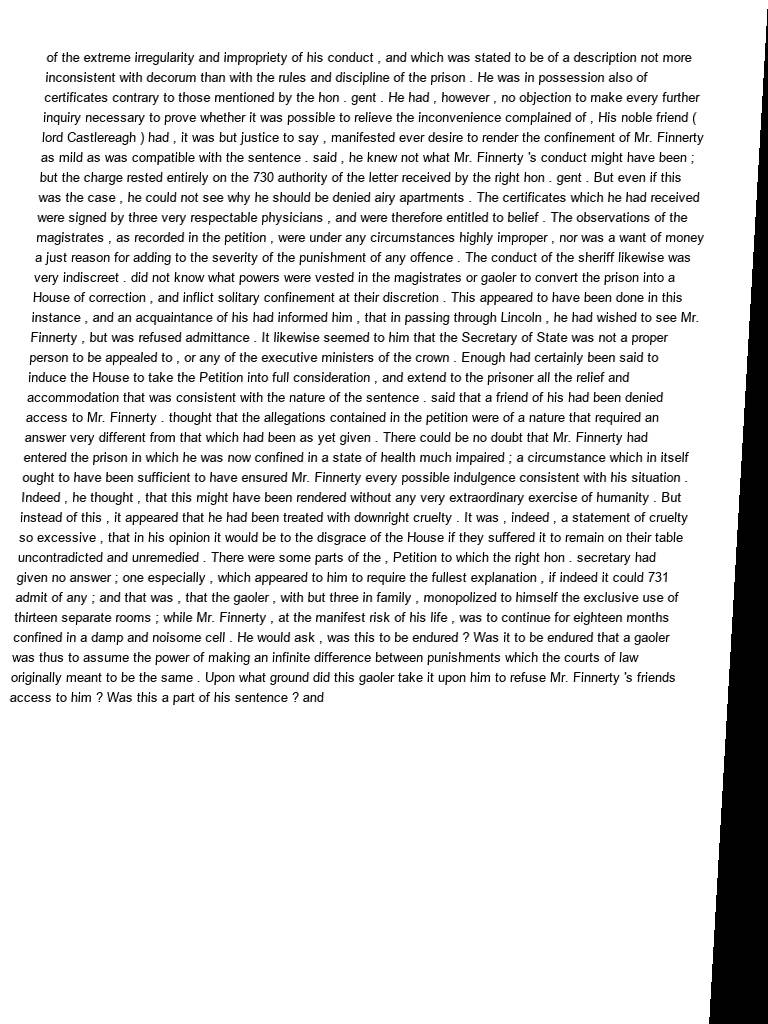 of the extreme irregularity and impropriety of his conduct , and which was stated to be of a description not more
inconsistent with decorum than with the rules and discipline of the prison . He was in possession also of
certificates contrary to those mentioned by the hon . gent . He had , however , no objection to make every further
inquiry necessary to prove whether it was possible to relieve the inconvenience complained of , His noble friend (
lord Castlereagh ) had , it was but justice to say , manifested ever desire to render the confinement of Mr. Finnerty
as mild as was compatible with the sentence . said , he knew not what Mr. Finnerty 's conduct might have been ;
but the charge rested entirely on the 730 authority of the letter received by the right hon . gent . But even if this
was the case , he could not see why he should be denied airy apartments . The certificates which he had received
were signed by three very respectable physicians , and were therefore entitled to belief . The observations of the
magistrates , as recorded in the petition , were under any circumstances highly improper , nor was a want of money
a just reason for adding to the severity of the punishment of any offence . The conduct of the sheriff likewise was
very indiscreet . did not know what powers were vested in the magistrates or gaoler to convert the prison into a
House of correction , and inflict solitary confinement at their discretion . This appeared to have been done in this
instance , and an acquaintance of his had informed him , that in passing through Lincoln , he had wished to see Mr.
Finnerty , but was refused admittance . It likewise seemed to him that the Secretary of State was not a proper
person to be appealed to , or any of the executive ministers of the crown . Enough had certainly been said to
induce the House to take the Petition into full consideration , and extend to the prisoner all the relief and
accommodation that was consistent with the nature of the sentence . said that a friend of his had been denied
access to Mr. Finnerty . thought that the allegations contained in the petition were of a nature that required an
answer very different from that which had been as yet given . There could be no doubt that Mr. Finnerty had
entered the prison in which he was now confined in a state of health much impaired ; a circumstance which in itself
ought to have been sufficient to have ensured Mr. Finnerty every possible indulgence consistent with his situation .
Indeed , he thought , that this might have been rendered without any very extraordinary exercise of humanity . But
instead of this , it appeared that he had been treated with downright cruelty . It was , indeed , a statement of cruelty
so excessive , that in his opinion it would be to the disgrace of the House if they suffered it to remain on their table
uncontradicted and unremedied . There were some parts of the , Petition to which the right hon . secretary had
given no answer ; one especially , which appeared to him to require the fullest explanation , if indeed it could 731
admit of any ; and that was , that the gaoler , with but three in family , monopolized to himself the exclusive use of
thirteen separate rooms ; while Mr. Finnerty , at the manifest risk of his life , was to continue for eighteen months
confined in a damp and noisome cell . He would ask , was this to be endured ? Was it to be endured that a gaoler
was thus to assume the power of making an infinite difference between punishments which the courts of law
originally meant to be the same . Upon what ground did this gaoler take it upon him to refuse Mr. Finnerty 's friends
access to him ? Was this a part of his sentence ? and